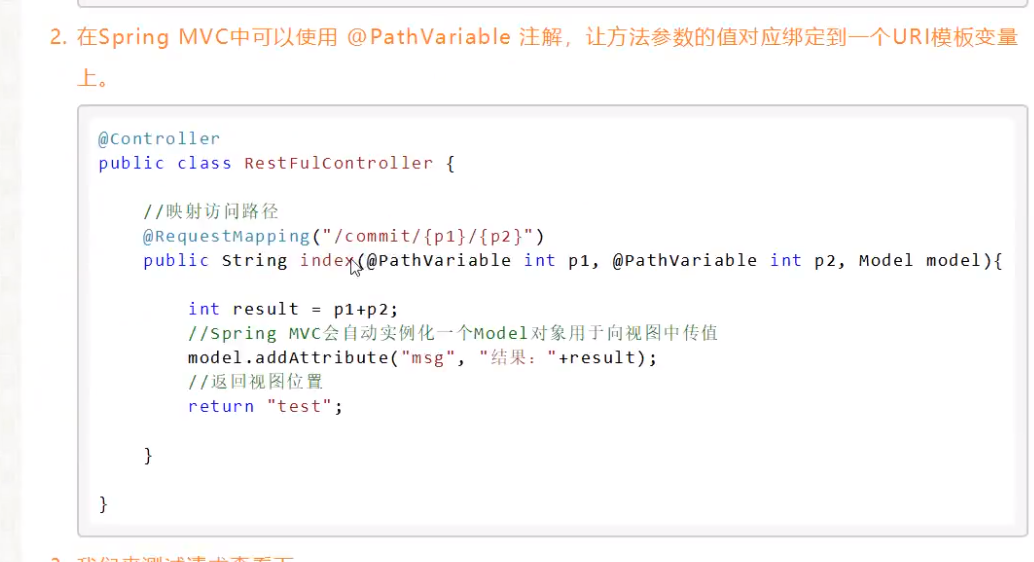 2. 在Spring MVC中可以使用 @PathVariable 注解，让方法参数的值对应绑定到一个URI模板变量
上。
@Controller
public class RestFulController {
//映射访问路径
@RequestMapping("/commit/{p1}/{p2}")
public String index(@PathVariable int p1, @PathVariable int p2, Model model){
int result = p1+p2;
//Spring MVC会自动实例化一个Model对象用于向视图中传值
model.addAttribute("msg", "结果："+result);
//返回视图位置
return "test";
}
}